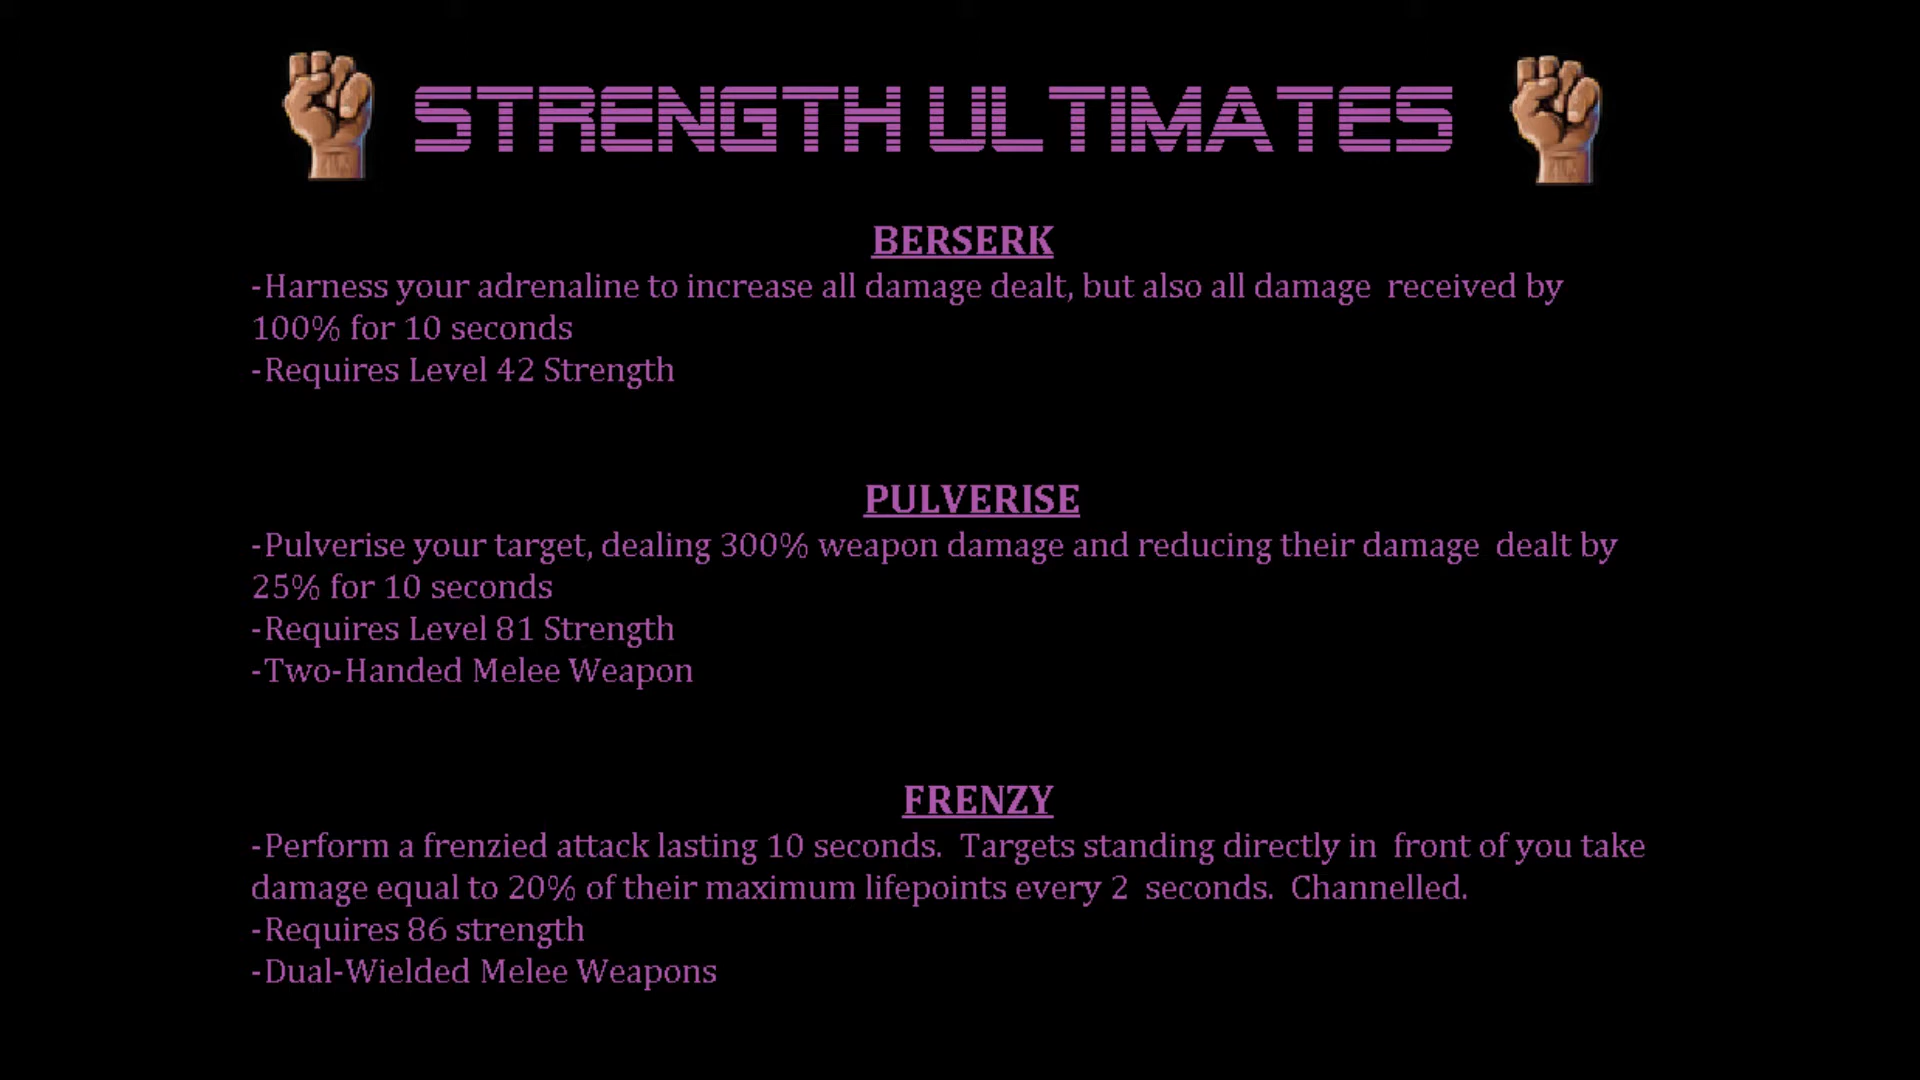 STRENGTH ULTIMATES
BERSERK
-Harness your adrenaline to increase all damage dealt, but also all damage  received by
100% for 10 seconds
-Requires Level 42 Strength
PULVERISE
-Pulverise your target, dealing 300% weapon damage and reducing their damage  dealt by
25% for 10 seconds
-Requires Level 81 Strength
-Two-Handed Melee Weapon
FRENZY
-Perform a frenzied attack lasting 10 seconds.  Targets standing directly in  front of you take
damage equal to 20% of their maximum lifepoints every 2  seconds.  Channelled.
-Requires 86 strength
-Dual-Wielded Melee Weapons